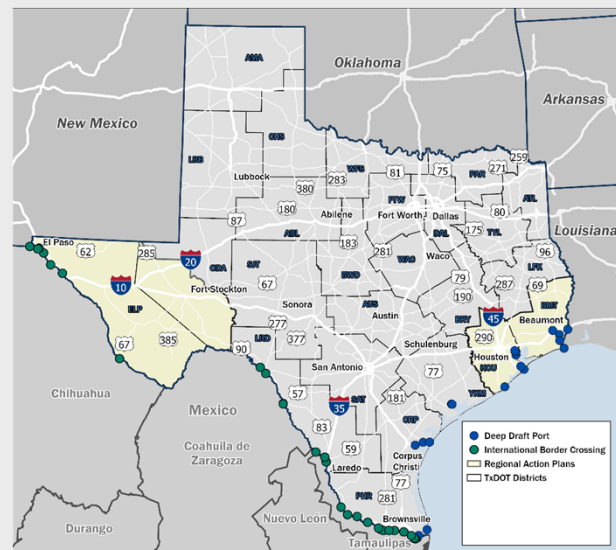 Oklahoma
Arkansas
New Mexico
Louisiana
AMA
CHS
LBB
WFS
PAR
FTW
DAL
ATL
TYL
ABL
Lubbock
Abilene
Fort Worth
Dallas
283
81
75
271
259
380
180
87
183
281
175
80
96
El Paso
62
285
20
ODA
SJT
67
BWD
WAC
Waco
79
190
287
LFK
69
10
ELP
Fort Stockton
Sonora
277
377
AUS
Austin
BRY
45
290
BMT
Beaumont
Houston
HOU
67
385
LRD
90
San Antonio
Schulenburg
77
YKM
Chihuahua
Mexico
57
35
SAT
181
CRP
Coahuila de
Zaragoza
83
59
Laredo
Corpus
Christi
77
PHR
281
Brownsville
Nuevo León
Tamaulipas
Durango
Deep Draft Port
International Border Crossing
Regional Action Plans
TxDOT Districts